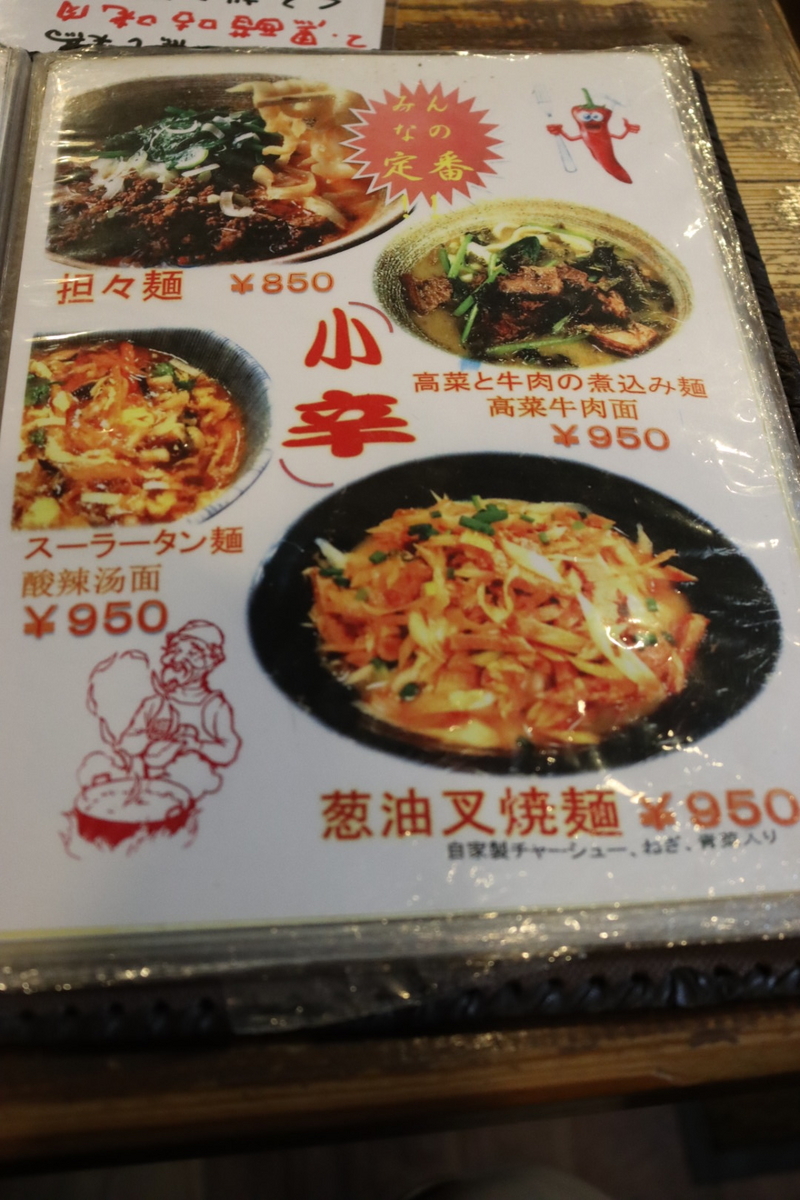 みん
なの
定番
担々麺 ¥850
小辛
高菜と牛肉の煮込み麺
高菜牛肉面
¥950
スーラータン麺
酸辣汤面
¥950
葱油叉焼麺 ¥950
自家製チャーシュー、ねぎ、青菜入り